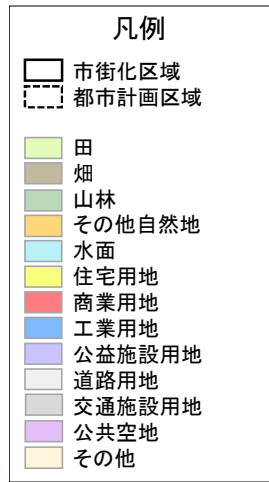 凡例
市街化区域
都市計画区域
田
畑
山林
その他自然地
水面
住宅用地
商業用地
工業用地
公益施設用地
道路用地
交通施設用地
公共空地
その他